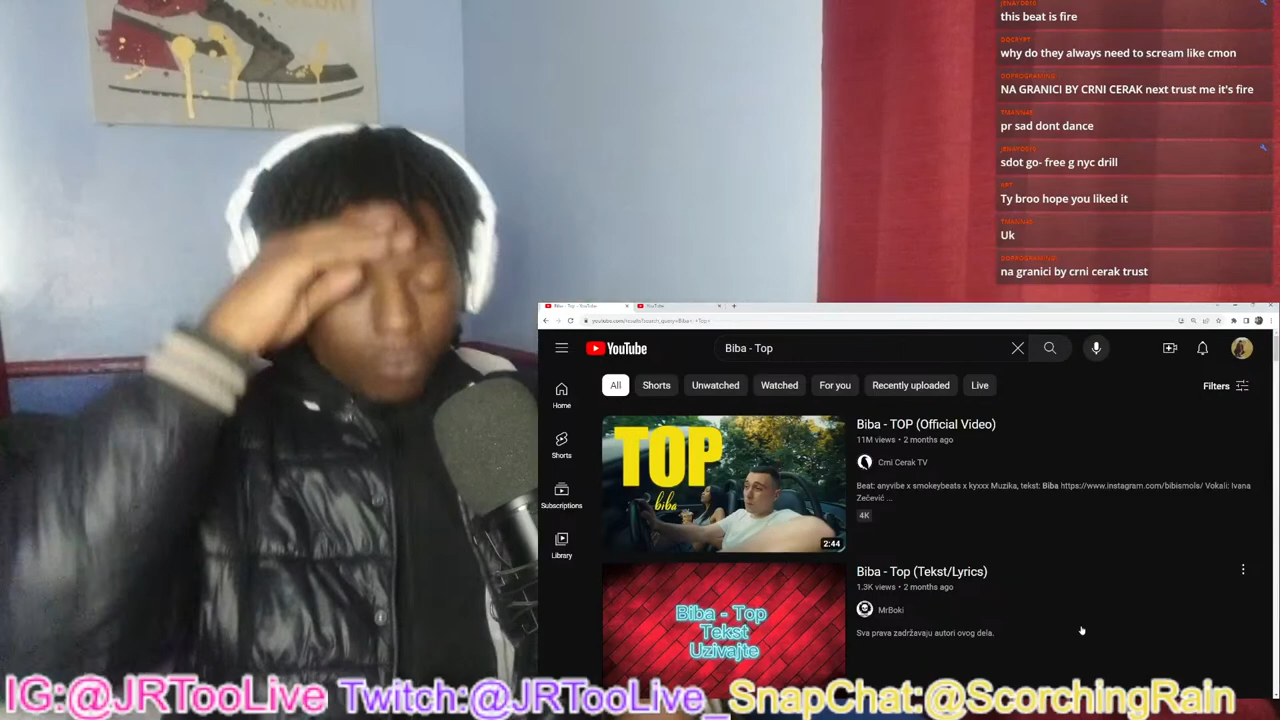 JENAYD915
this beat is fire
DOCRYPT
why do they always need to scream like cmon
DOPROGRAMING
NA GRANICI BY CRNI CERAK next trust me it's fire
pr sad dont dance
sdot go- free g nyc drill
Ty broo hope you liked it
Uk
DOPROGRAMING
na granici by crni cerak trust
YouTube
Biba - Top
All
Shorts
Unwatched
Watched
For you
Recently uploaded
Live
Filters
Home
Shorts
Subscriptions
Library
TOP
biba
2:44
Biba - TOP (Official Video)
11M views • 2 months ago
Crni Cerak TV
Beat: anyvibe x smokeybeats x kyxxx Muzika, tekst: Biba https://www.instagram.com/bibismols/ Vokali: Ivana
Zečević ...
4K
Biba - Top
Tekst
Uzivajte
Biba - Top (Tekst/Lyrics)
1.3K views • 2 months ago
MrBoki
Sva prava zadržavaju autori ovog dela.
IG:@JRTooLive Twitch:@JRTooLive_SnapChat:@ScorchingRain